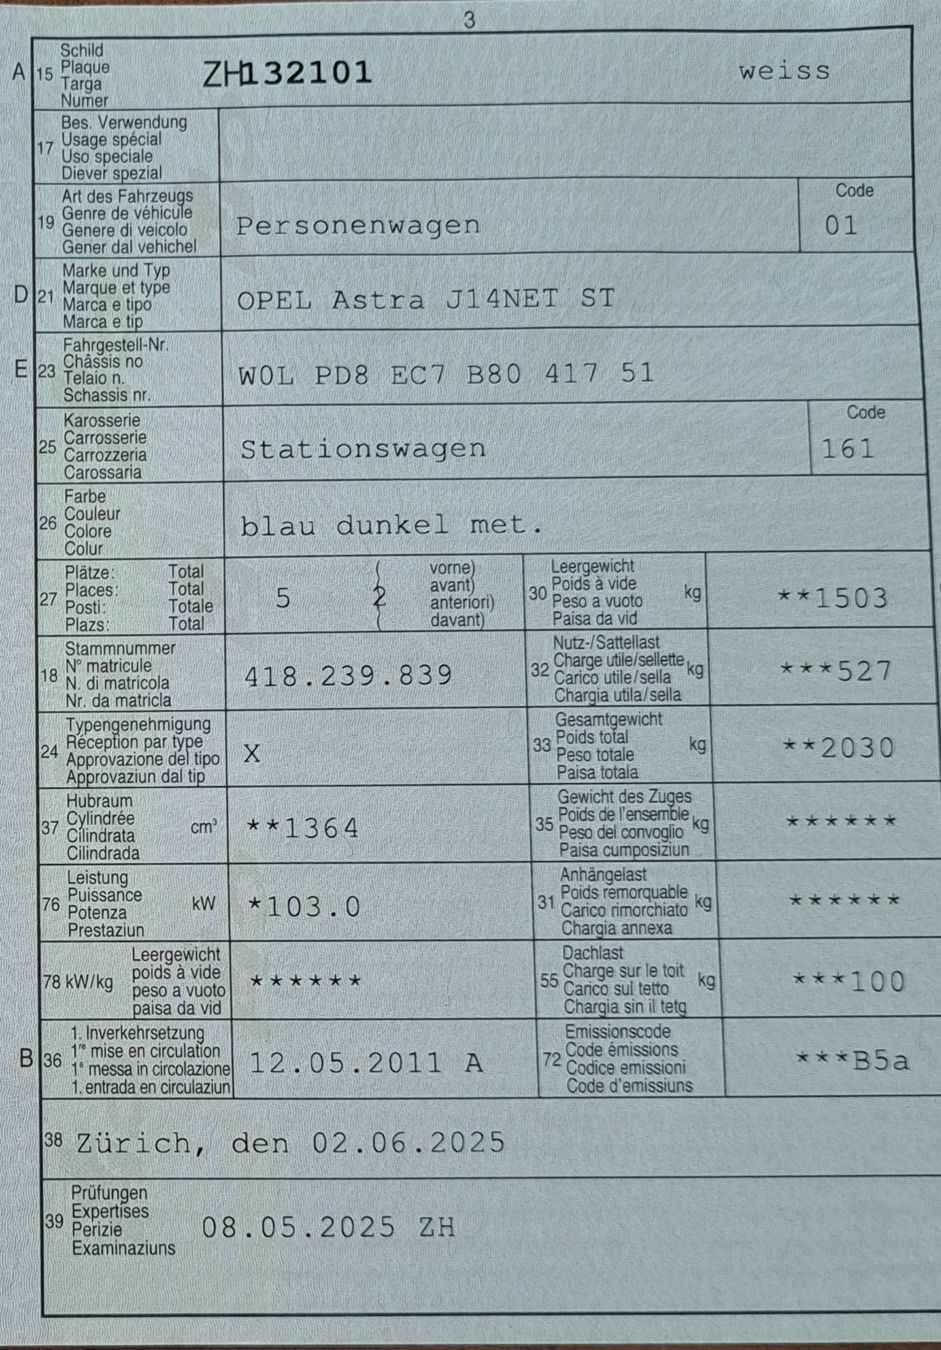 3
A 15 Schild
Plaque
Targa
Numer
ZH132101 weiss
17 Bes. Verwendung
Usage spécial
Uso speciale
Diever spezial
19 Art des Fahrzeugs
Genre de véhicule
Genere di veicolo
Gener dal vehichel
Personenwagen
Code
01
D 21 Marke und Typ
Marque et type
Marca e tipo
Marca e tip
OPEL Astra J14NET ST
E 23 Fahrgestell-Nr.
Châssis no
Telaio n.
Schassis nr.
W0L PD8 EC7 B80 417 51
25 Karosserie
Carrosserie
Carrozzeria
Carossaria
Stationswagen
Code
161
26 Farbe
Couleur
Colore
Colur
blau dunkel met.
27 Plätze: Total
Places: Total
Posti: Totale
Plazs: Total
5 ( 2 ( vorne)
avant)
anteriori)
davant)
30 Leergewicht
Poids à vide
Peso a vuoto
Paisa da vid
kg
**1503
18 Stammnummer
N° matricule
N. di matricola
Nr. da matricla
418.239.839
32 Nutz-/Sattellast
Charge utile/sellette
Carico utile/sella
Chargia utila/sella
kg
***527
24 Typengenehmigung
Réception par type
Approvazione del tipo
Approvaziun dal tip
X
33 Gesamtgewicht
Poids total
Peso totale
Paisa totala
kg
**2030
37 Hubraum
Cylindrée
Cilindrata
Cilindrada
cm³
**1364
35 Gewicht des Zuges
Poids de l'ensemble
Peso del convoglio
Paisa cumposiziun
kg
******
76 Leistung
Puissance
Potenza
Prestaziun
kW
*103.0
31 Anhängelast
Poids remorquable
Carico rimorchiato
Chargia annexa
kg
******
78 kW/kg
Leergewicht
poids à vide
peso a vuoto
paisa da vid
******
55 Dachlast
Charge sur le toit
Carico sul tetto
Chargia sin il tetg
kg
***100
B 36 1. Inverkehrsetzung
1re mise en circulation
1a messa in circolazione
1. entrada en circulaziun
12.05.2011 A
72 Emissionscode
Code émissions
Codice emissioni
Code d'emissiuns
***B5a
38 Zürich, den 02.06.2025
39 Prüfungen
Expertises
Perizie
Examinaziuns
08.05.2025 ZH